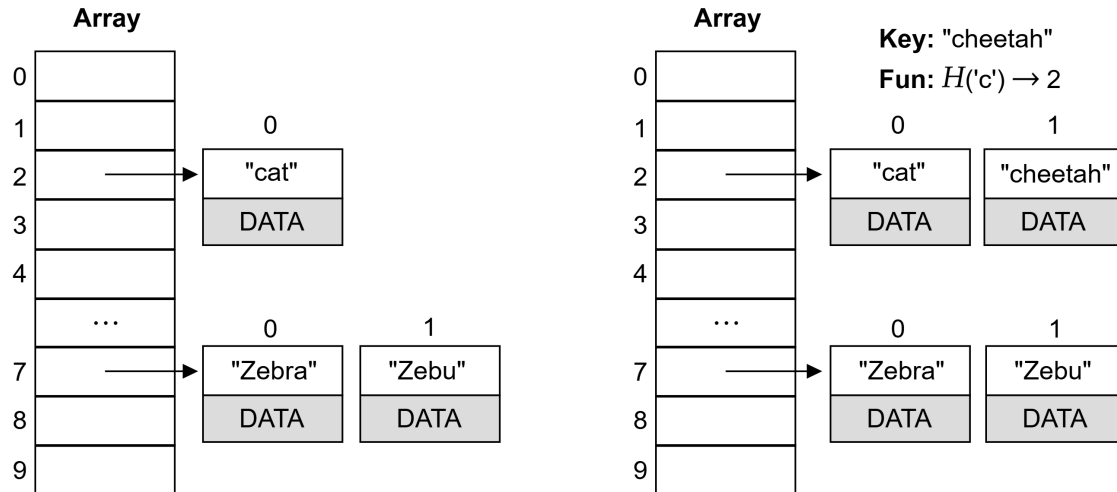 Array
0
1
0
2
"cat"
3
DATA
4
...
0
1
7
"Zebra"
"Zebu"
8
DATA
DATA
9
Array
Key: "cheetah"
Fun: H('c') → 2
0
1
0
1
2
"cat"
"cheetah"
3
DATA
DATA
4
...
0
1
7
"Zebra"
"Zebu"
8
DATA
DATA
9